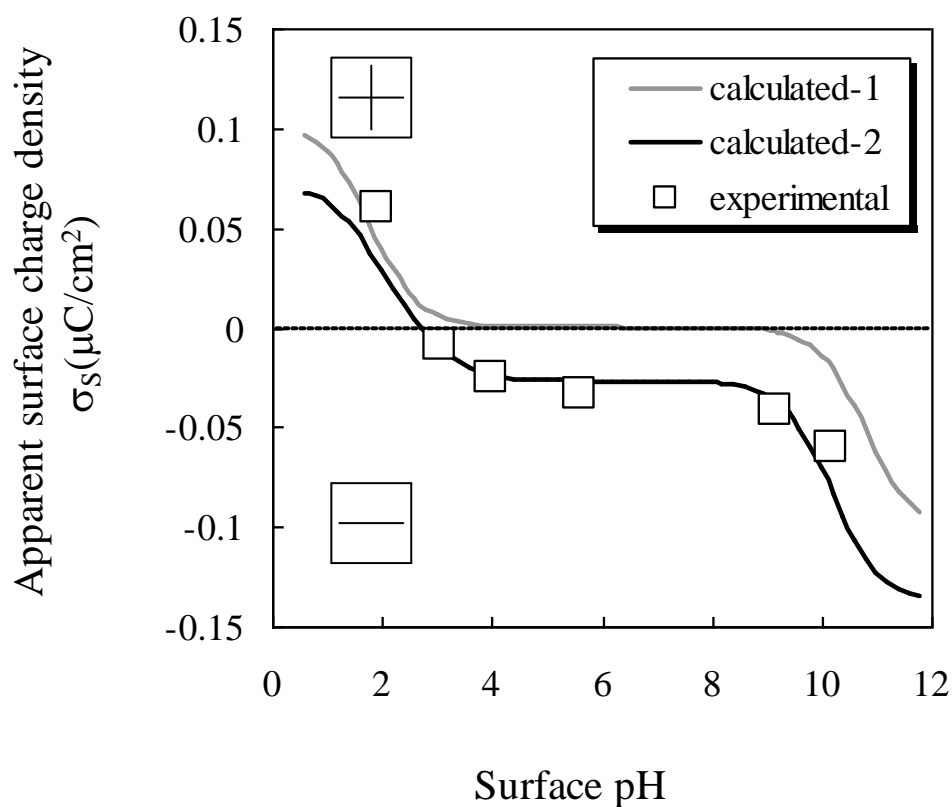 Apparent surface charge density
σS(μC/cm²)
0.15
0.1
0.05
0
-0.05
-0.1
-0.15
calculated-1
calculated-2
experimental
0 2 4 6 8 10 12
Surface pH